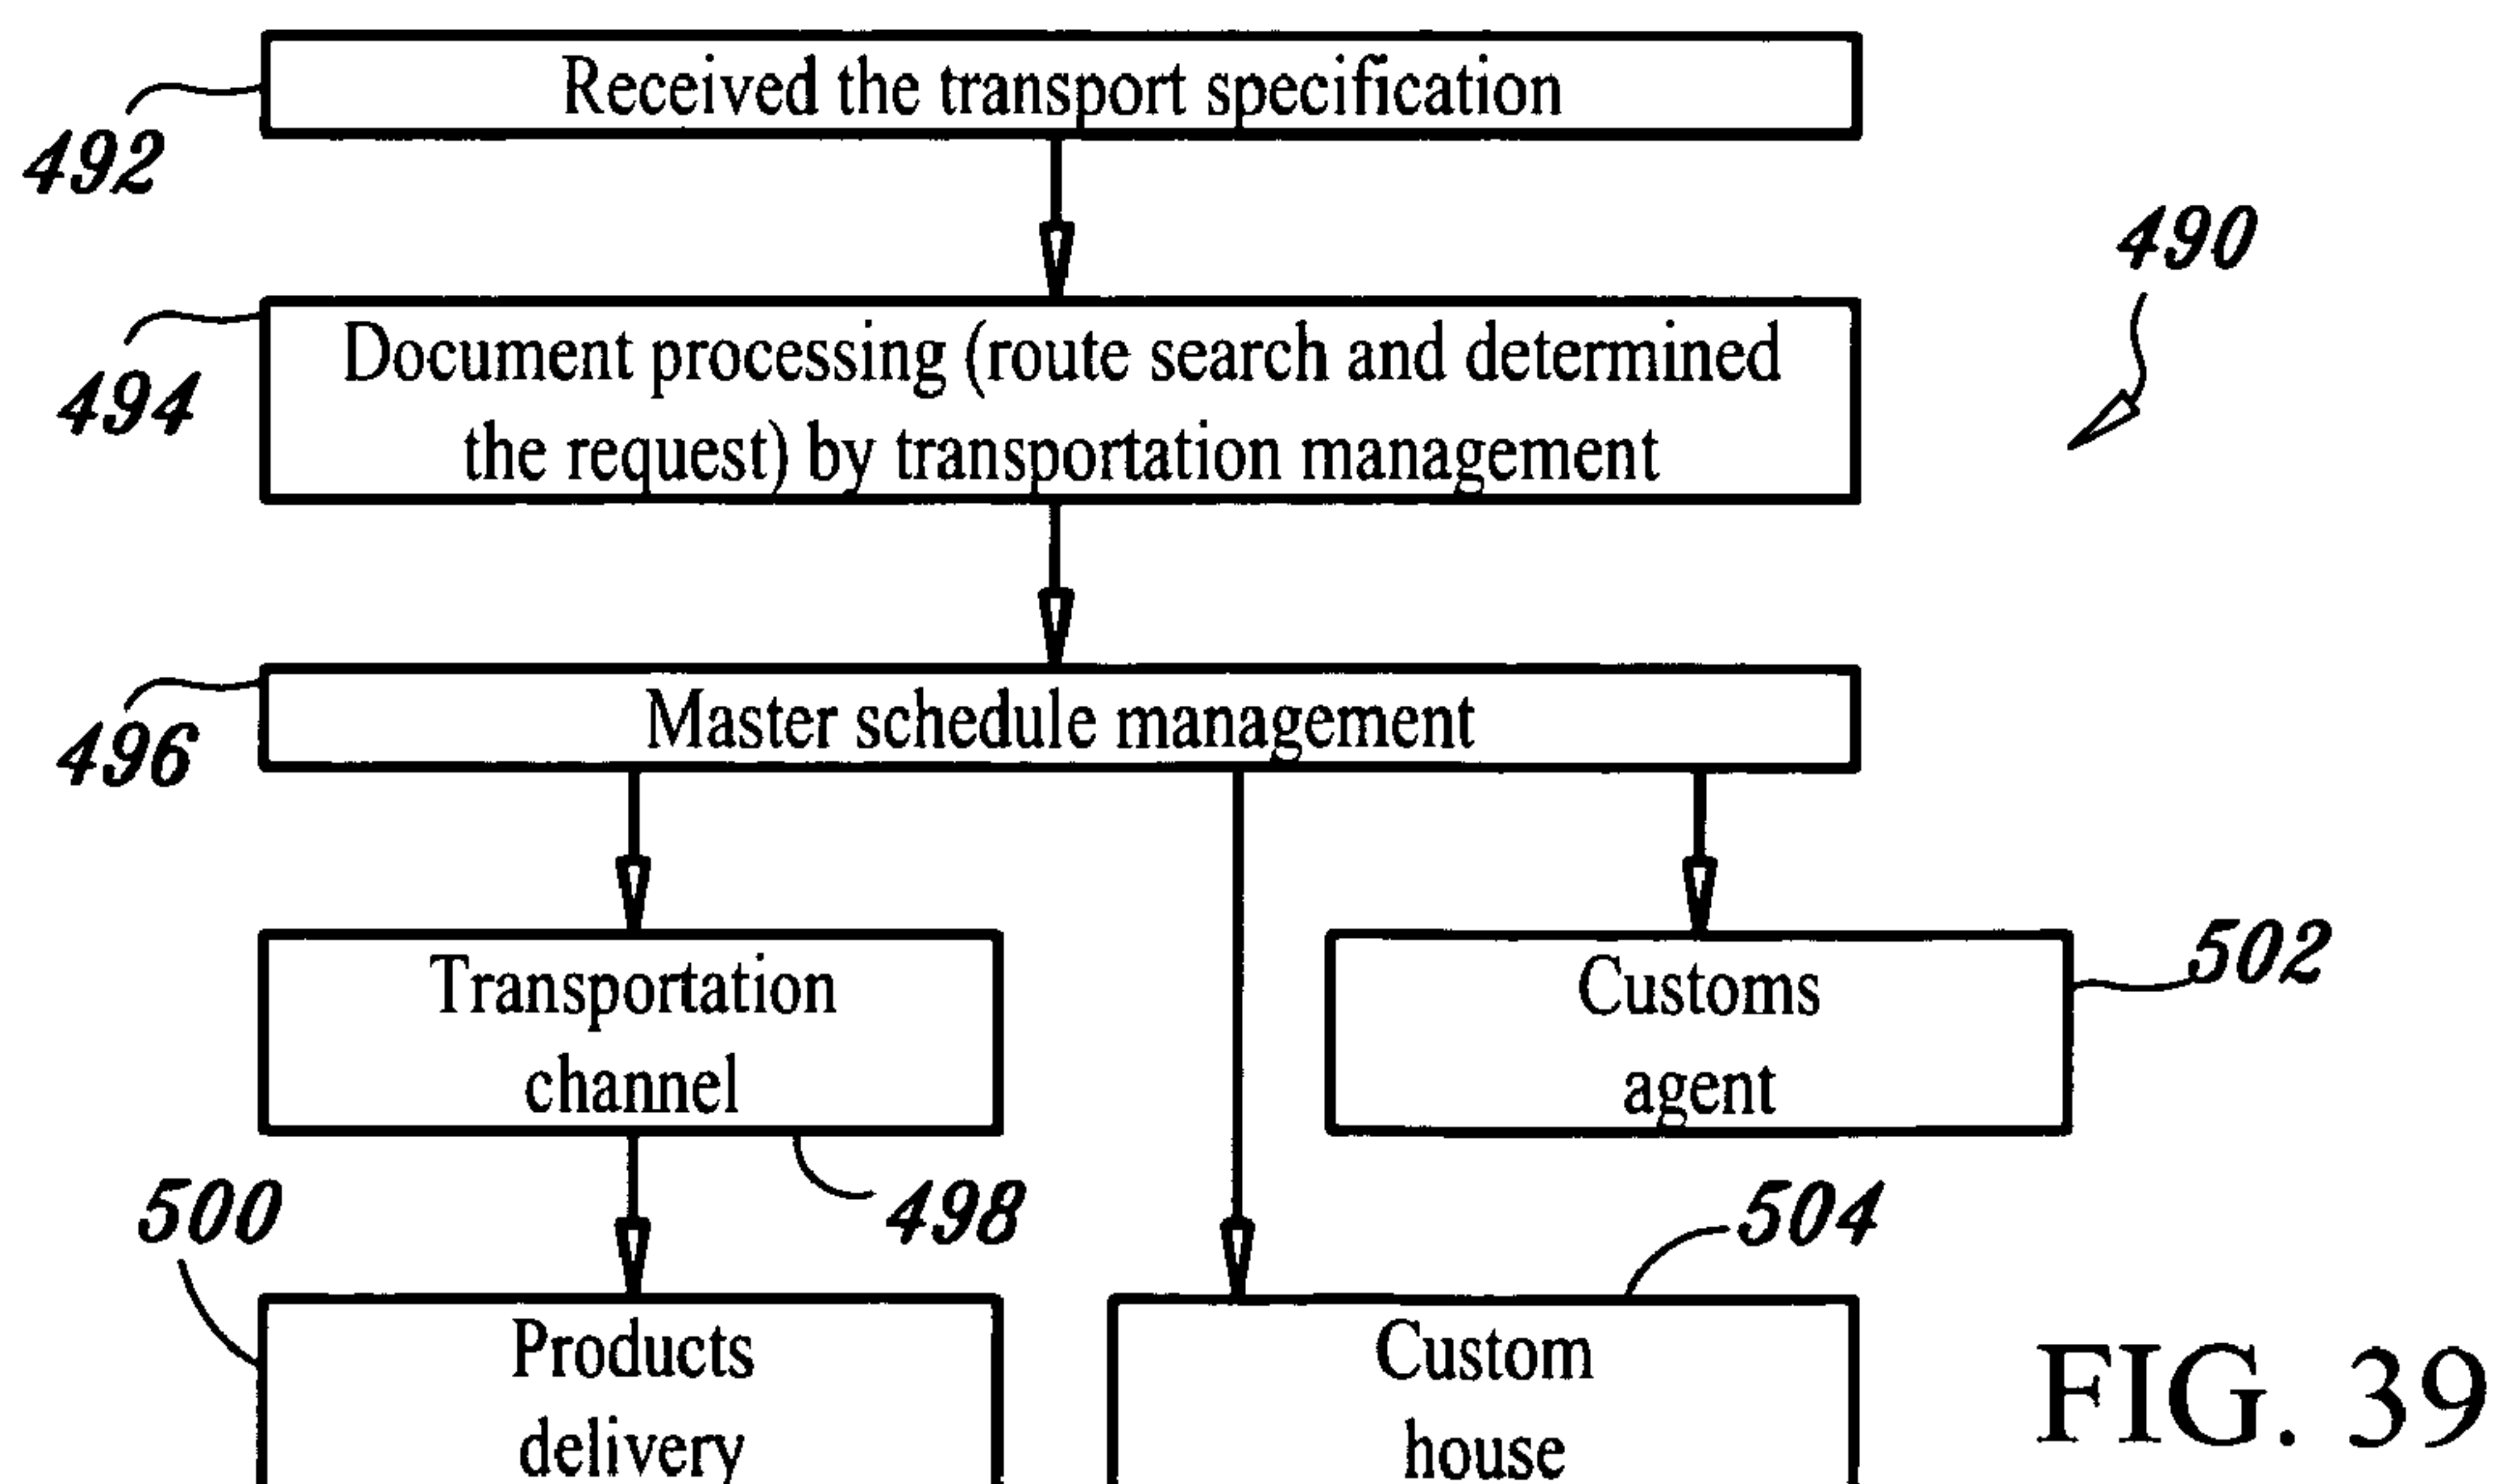 Received the transport specification
492
490
Document processing (route search and determined
the request) by transportation management
494
Master schedule management
496
Transportation
channel
498
Customs
agent
502
500
Products
delivery
504
Custom
house
FIG. 39